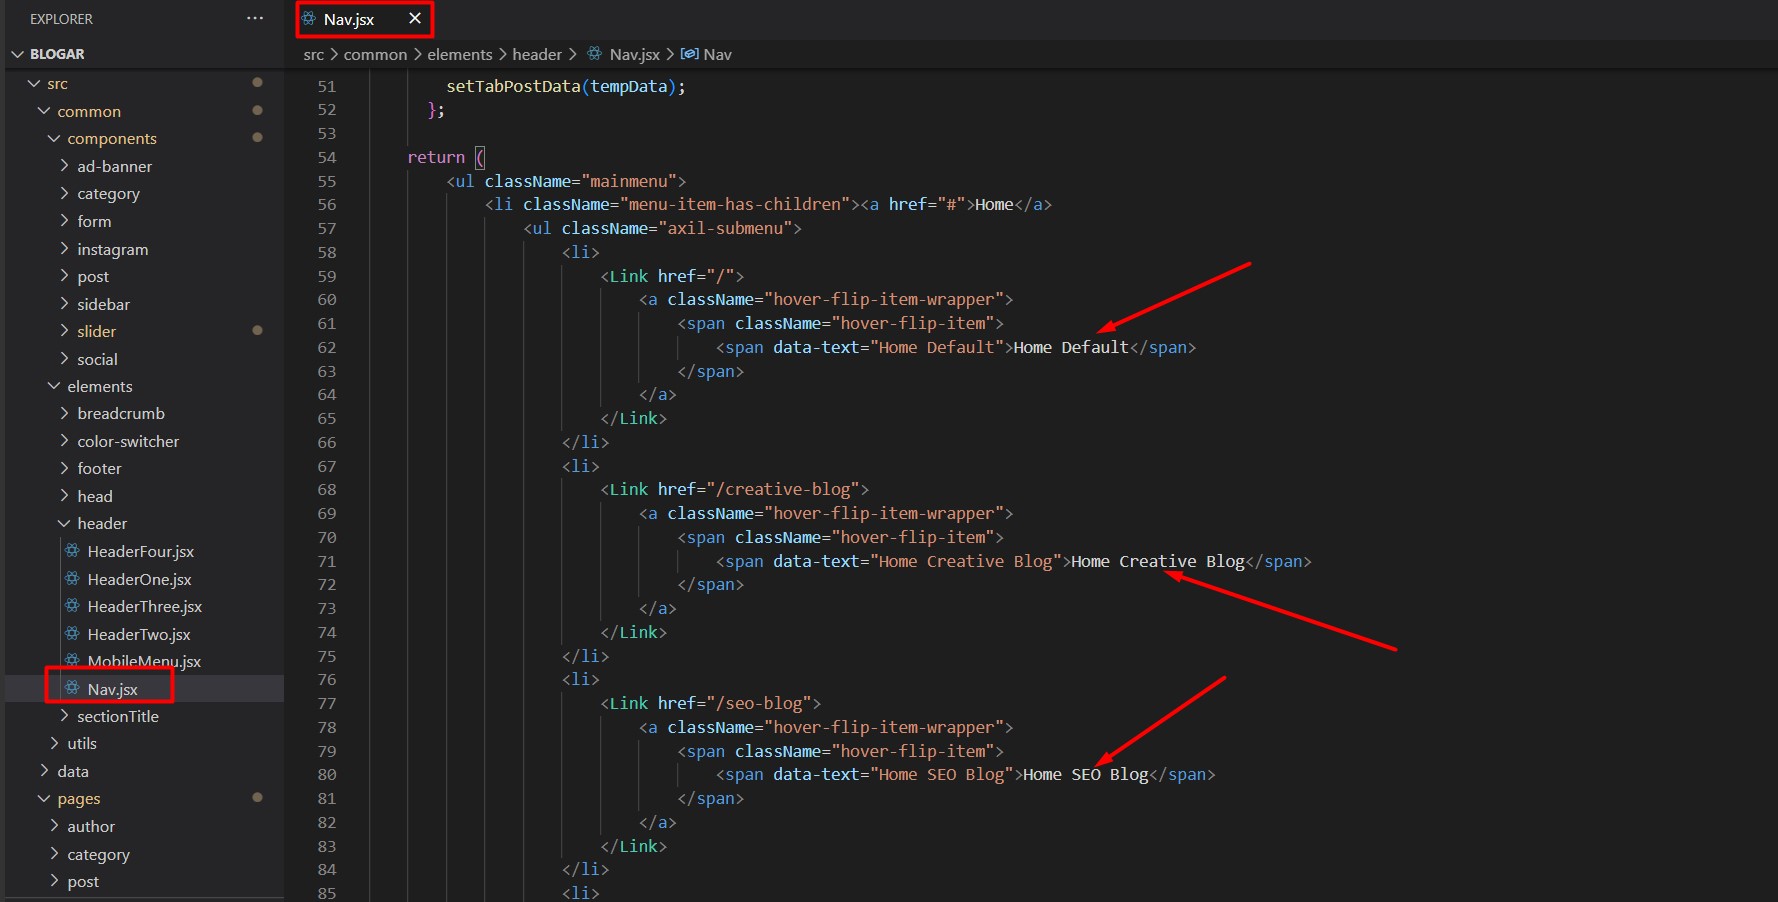 EXPLORER ...
BLOGAR
src
common
components
ad-banner
category
form
instagram
post
sidebar
slider
social
elements
breadcrumb
color-switcher
footer
head
header
HeaderFour.jsx
HeaderOne.jsx
HeaderThree.jsx
HeaderTwo.jsx
MobileMenu.jsx
Nav.jsx
sectionTitle
utils
data
pages
author
category
post
Nav.jsx
src > common > elements > header > Nav.jsx > Nav
51 setTabPostData(tempData);
52 };
53
54 return (
55 <ul className="mainmenu">
56 <li className="menu-item-has-children"><a href="#">Home</a>
57 <ul className="axil-submenu">
58 <li>
59 <Link href="/">
60 <a className="hover-flip-item-wrapper">
61 <span className="hover-flip-item">
62 <span data-text="Home Default">Home Default</span>
63 </span>
64 </a>
65 </Link>
66 </li>
67 <li>
68 <Link href="/creative-blog">
69 <a className="hover-flip-item-wrapper">
70 <span className="hover-flip-item">
71 <span data-text="Home Creative Blog">Home Creative Blog</span>
72 </span>
73 </a>
74 </Link>
75 </li>
76 <li>
77 <Link href="/seo-blog">
78 <a className="hover-flip-item-wrapper">
79 <span className="hover-flip-item">
80 <span data-text="Home SEO Blog">Home SEO Blog</span>
81 </span>
82 </a>
83 </Link>
84 </li>
85 <li>